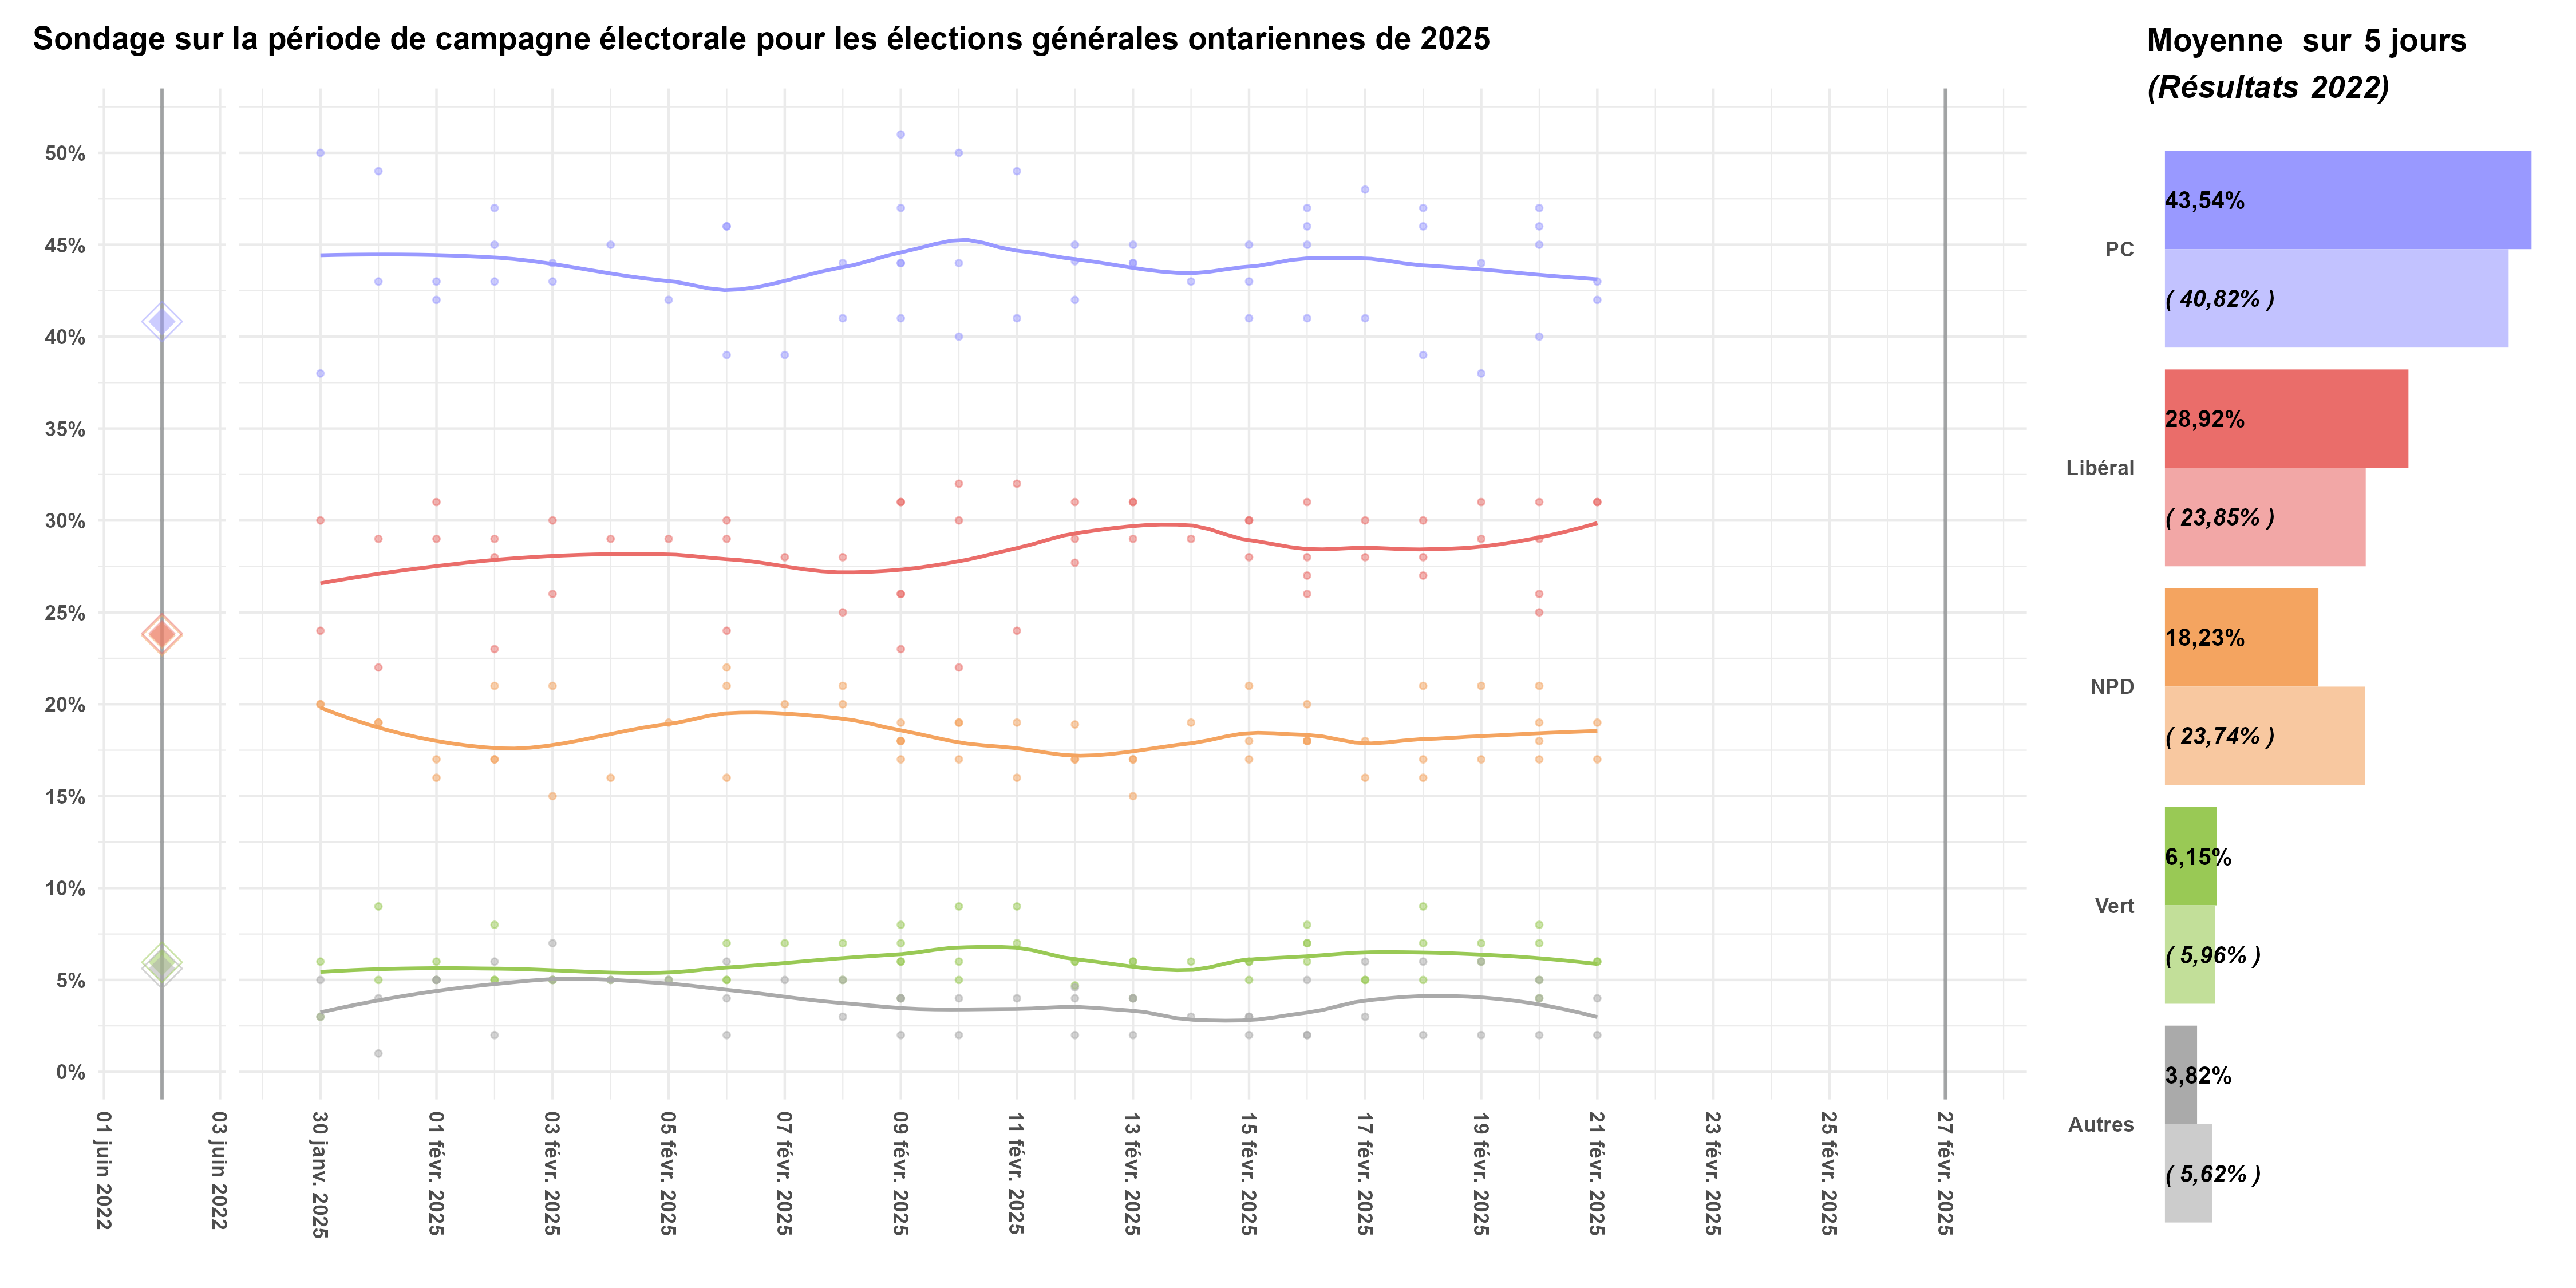 Sondage sur la période de campagne électorale pour les élections générales ontariennes de 2025
50%
45%
40%
35%
30%
25%
20%
15%
10%
5%
0%
01 juin 2022
03 juin 2022
30 janv. 2025
01 févr. 2025
03 févr. 2025
05 févr. 2025
07 févr. 2025
09 févr. 2025
11 févr. 2025
13 févr. 2025
15 févr. 2025
17 févr. 2025
19 févr. 2025
21 févr. 2025
23 févr. 2025
25 févr. 2025
27 févr. 2025
Moyenne sur 5 jours
(Résultats 2022)
PC
43,54%
( 40,82% )
Libéral
28,92%
( 23,85% )
NPD
18,23%
( 23,74% )
Vert
6,15%
( 5,96% )
Autres
3,82%
( 5,62% )